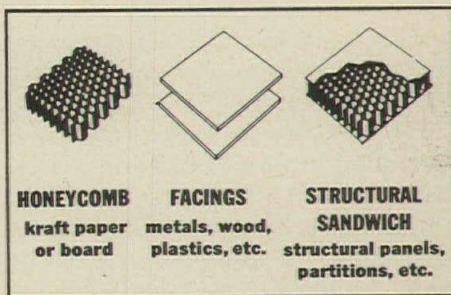 HONEYCOMB
kraft paper
or board
FACINGS
metals, wood,
plastics, etc.
STRUCTURAL
SANDWICH
structural panels,
partitions, etc.